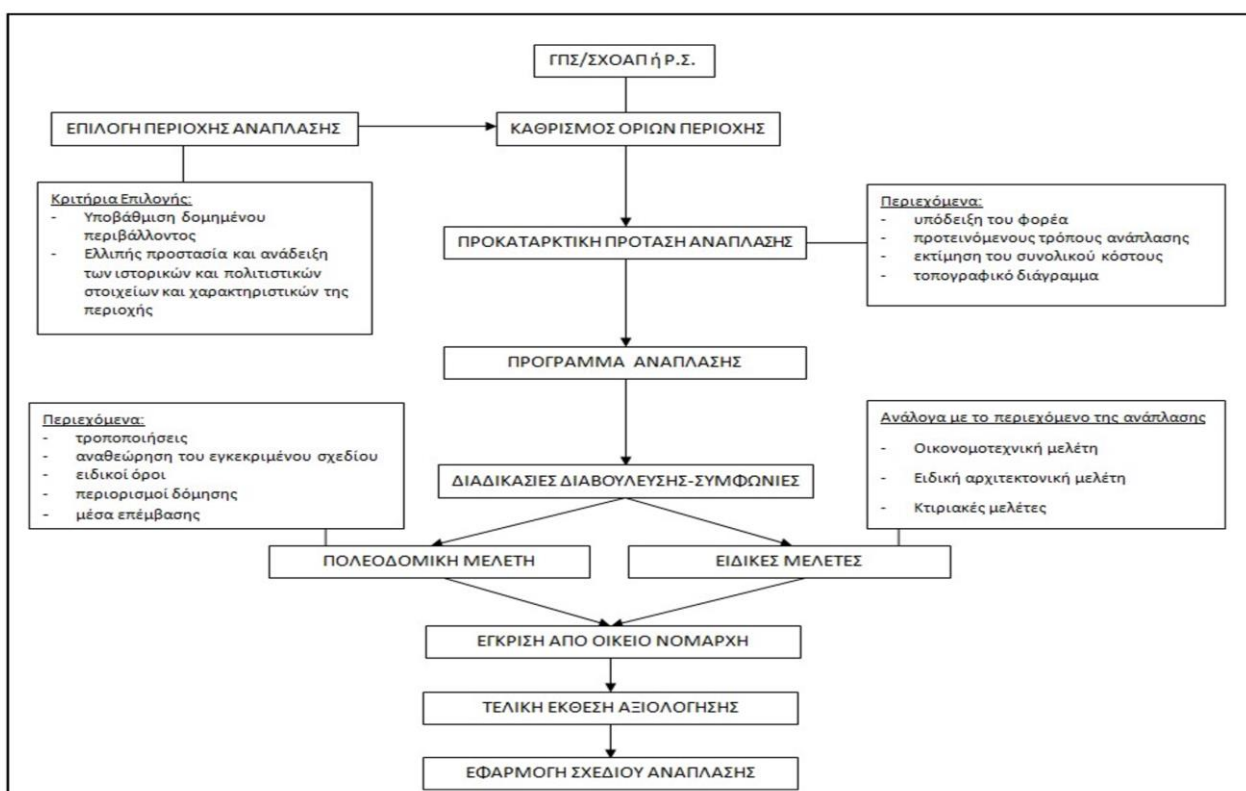 ΓΠΣ/ΣΧΟΑΠ ή Ρ.Σ.
ΕΠΙΛΟΓΗ ΠΕΡΙΟΧΗΣ ΑΝΑΠΛΑΣΗΣ
ΚΑΘΡΙΣΜΟΣ ΟΡΙΩΝ ΠΕΡΙΟΧΗΣ
Κριτήρια Επιλογής:
- Υποβάθμιση δομημένου
περιβάλλοντος
- Ελλιπής προστασία και ανάδειξη
των ιστορικών και πολιτιστικών
στοιχείων και χαρακτηριστικών της
περιοχής
ΠΡΟΚΑΤΑΡΚΤΙΚΗ ΠΡΟΤΑΣΗ ΑΝΑΠΛΑΣΗΣ
Περιεχόμενα:
- υπόδειξη του φορέα
- προτεινόμενους τρόπους ανάπλασης
- εκτίμηση του συνολικού κόστους
- τοπογραφικό διάγραμμα
ΠΡΟΓΡΑΜΜΑ ΑΝΑΠΛΑΣΗΣ
Περιεχόμενα:
- τροποποιήσεις
- αναθεώρηση του εγκεκριμένου σχεδίου
- ειδικοί όροι
- περιορισμοί δόμησης
- μέσα επέμβασης
ΔΙΑΔΙΚΑΣΙΕΣ ΔΙΑΒΟΥΛΕΥΣΗΣ-ΣΥΜΦΩΝΙΕΣ
Ανάλογα με το περιεχόμενο της ανάπλασης
- Οικονομοτεχνική μελέτη
- Ειδική αρχιτεκτονική μελέτη
- Κτιριακές μελέτες
ΠΟΛΕΟΔΟΜΙΚΗ ΜΕΛΕΤΗ
ΕΙΔΙΚΕΣ ΜΕΛΕΤΕΣ
ΕΓΚΡΙΣΗ ΑΠΟ ΟΙΚΕΙΟ ΝΟΜΑΡΧΗ
ΤΕΛΙΚΗ ΕΚΘΕΣΗ ΑΞΙΟΛΟΓΗΣΗΣ
ΕΦΑΡΜΟΓΗ ΣΧΕΔΙΟΥ ΑΝΑΠΛΑΣΗΣ